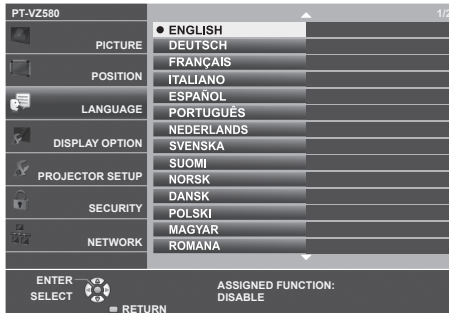 PT-VZ580
1/2
PICTURE
POSITION
LANGUAGE
DISPLAY OPTION
PROJECTOR SETUP
SECURITY
NETWORK
ENGLISH
DEUTSCH
FRANÇAIS
ITALIANO
ESPAÑOL
PORTUGUÊS
NEDERLANDS
SVENSKA
SUOMI
NORSK
DANSK
POLSKI
MAGYAR
ROMANA
ENTER
SELECT
RETURN
ASSIGNED FUNCTION:
DISABLE